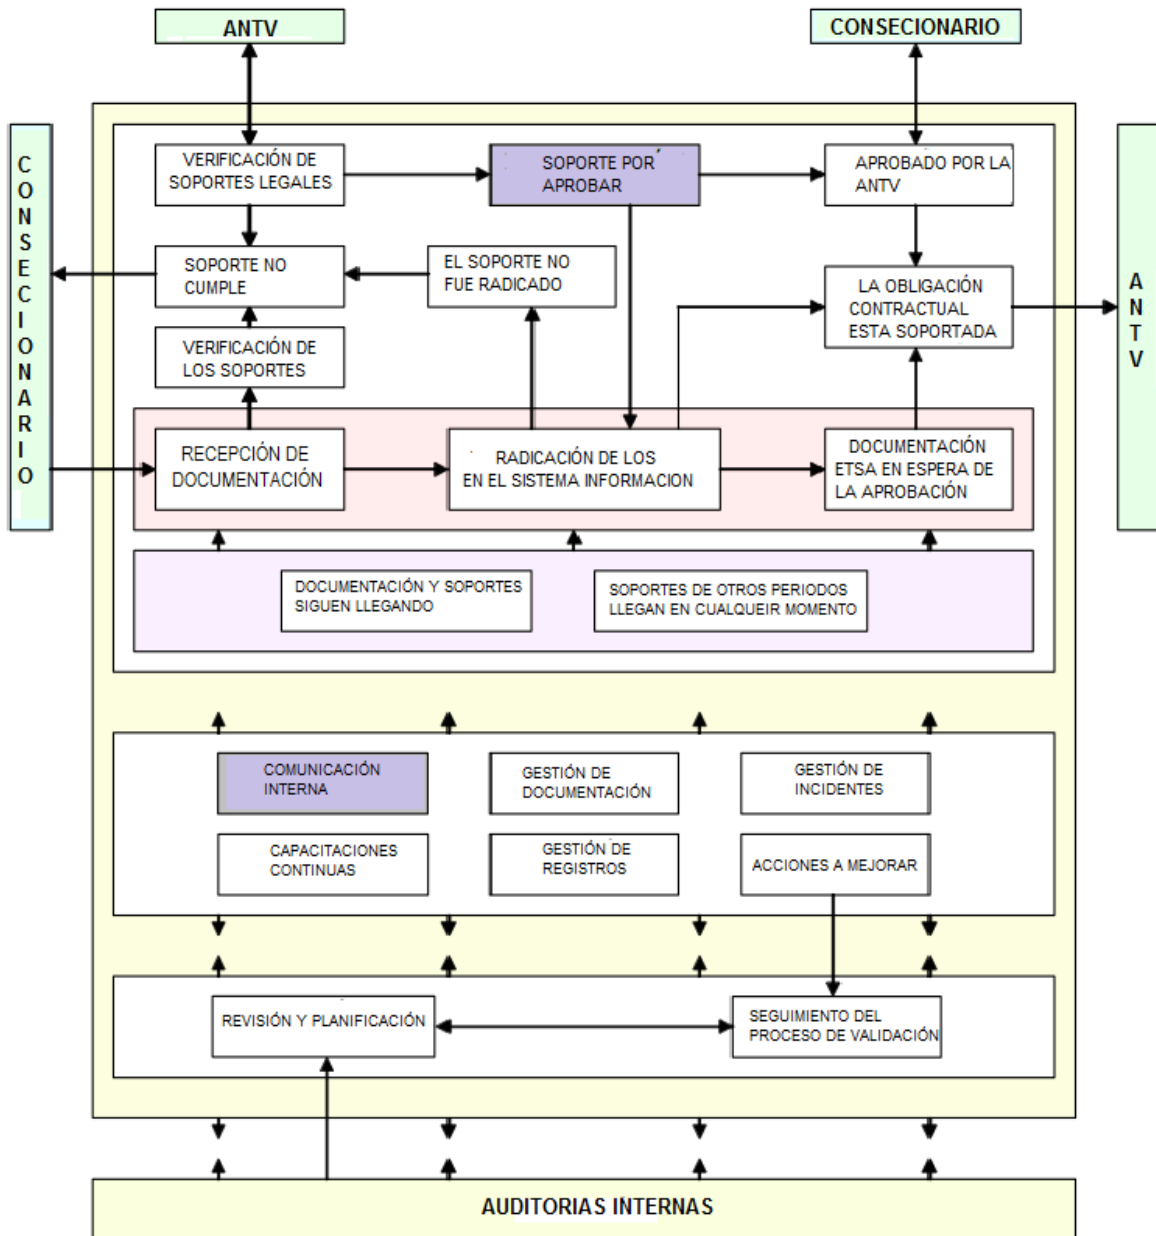 ANTV
CONSECIONARIO
CONSECIONARIO
ANTV
VERIFICACIÓN DE
SOPORTES LEGALES
SOPORTE POR
APROBAR
APROBADO POR LA
ANTV
SOPORTE NO
CUMPLE
EL SOPORTE NO
FUE RADICADO
LA OBLIGACIÓN
CONTRACTUAL
ESTA SOPORTADA
VERIFICACIÓN DE
LOS SOPORTES
RECEPCIÓN DE
DOCUMENTACIÓN
RADICACIÓN DE LOS
EN EL SISTEMA INFORMACION
DOCUMENTACIÓN
ETSA EN ESPERA DE
LA APROBACIÓN
DOCUMENTACIÓN Y SOPORTES
SIGUEN LLEGANDO
SOPORTES DE OTROS PERIODOS
LLEGAN EN CUALQUEIR MOMENTO
COMUNICACIÓN
INTERNA
GESTIÓN DE
DOCUMENTACIÓN
GESTIÓN DE
INCIDENTES
CAPACITACIONES
CONTINUAS
GESTIÓN DE
REGISTROS
ACCIONES A MEJORAR
REVISIÓN Y PLANIFICACIÓN
SEGUIMIENTO DEL
PROCESO DE VALIDACIÓN
AUDITORIAS INTERNAS